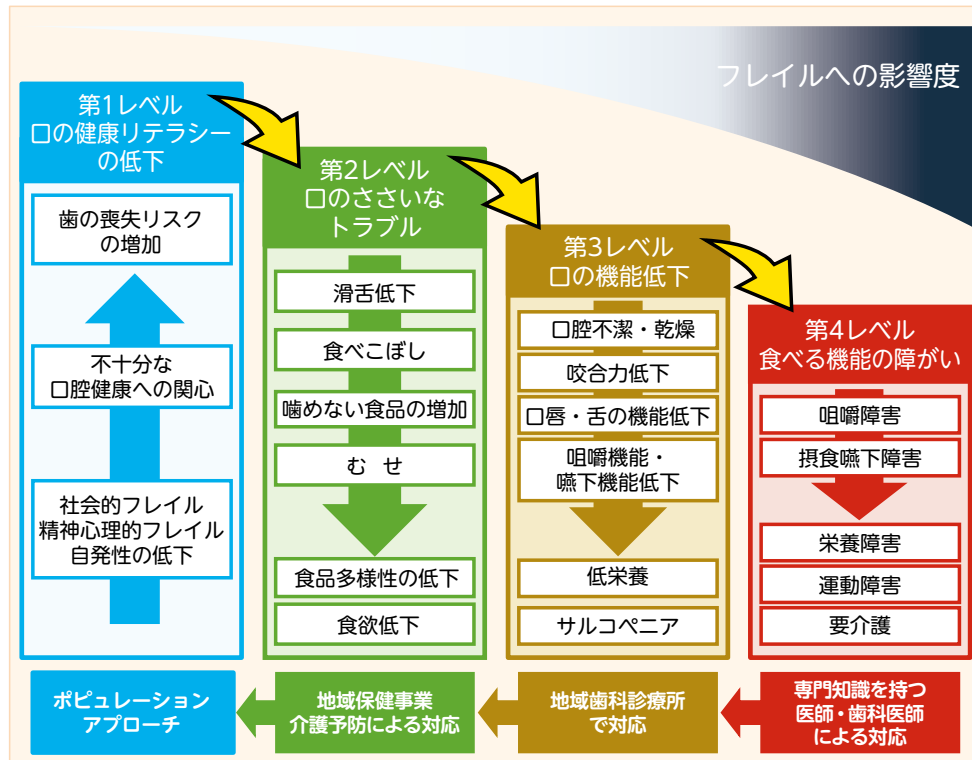 フレイルへの影響度
第1レベル
口の健康リテラシー
の低下
歯の喪失リスク
の増加
不十分な
口腔健康への関心
社会的フレイル
精神心理的フレイル
自発性の低下
ポピュレーション
アプローチ
第2レベル
口のささいな
トラブル
滑舌低下
食べこぼし
噛めない食品の増加
むせ
食品多様性の低下
食欲低下
地域保健事業
介護予防による対応
第3レベル
口の機能低下
口腔不潔・乾燥
咬合力低下
口唇・舌の機能低下
咀嚼機能・
嚥下機能低下
低栄養
サルコペニア
地域歯科診療所
で対応
第4レベル
食べる機能の障がい
咀嚼障害
摂食嚥下障害
栄養障害
運動障害
要介護
専門知識を持つ
医師・歯科医師
による対応